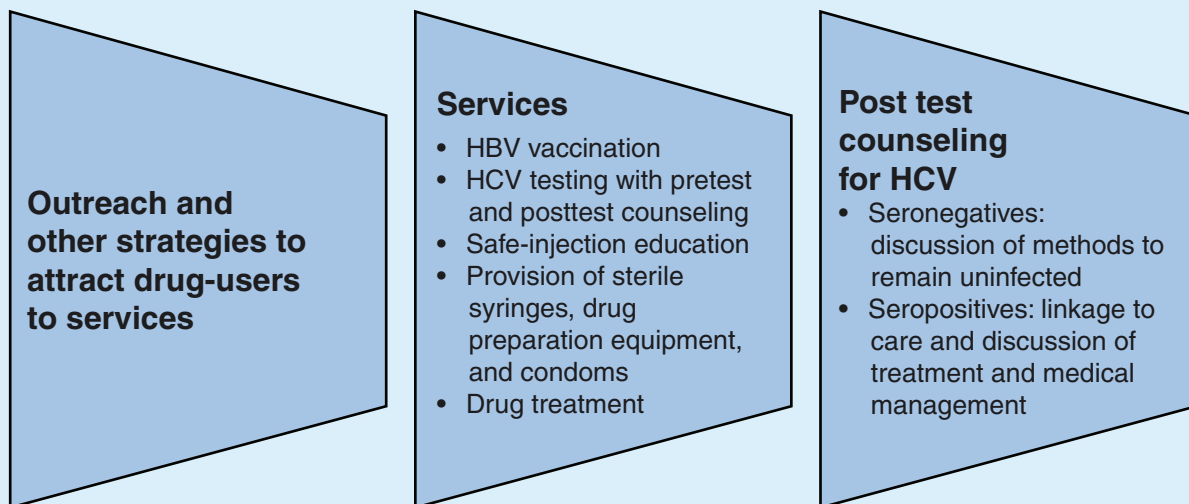 Outreach and
other strategies to
attract drug-users
to services
Services
• HBV vaccination
• HCV testing with pretest
and posttest counseling
• Safe-injection education
• Provision of sterile
syringes, drug
preparation equipment,
and condoms
• Drug treatment
Post test
counseling
for HCV
• Seronegatives:
discussion of methods to
remain uninfected
• Seropositives: linkage to
care and discussion of
treatment and medical
management